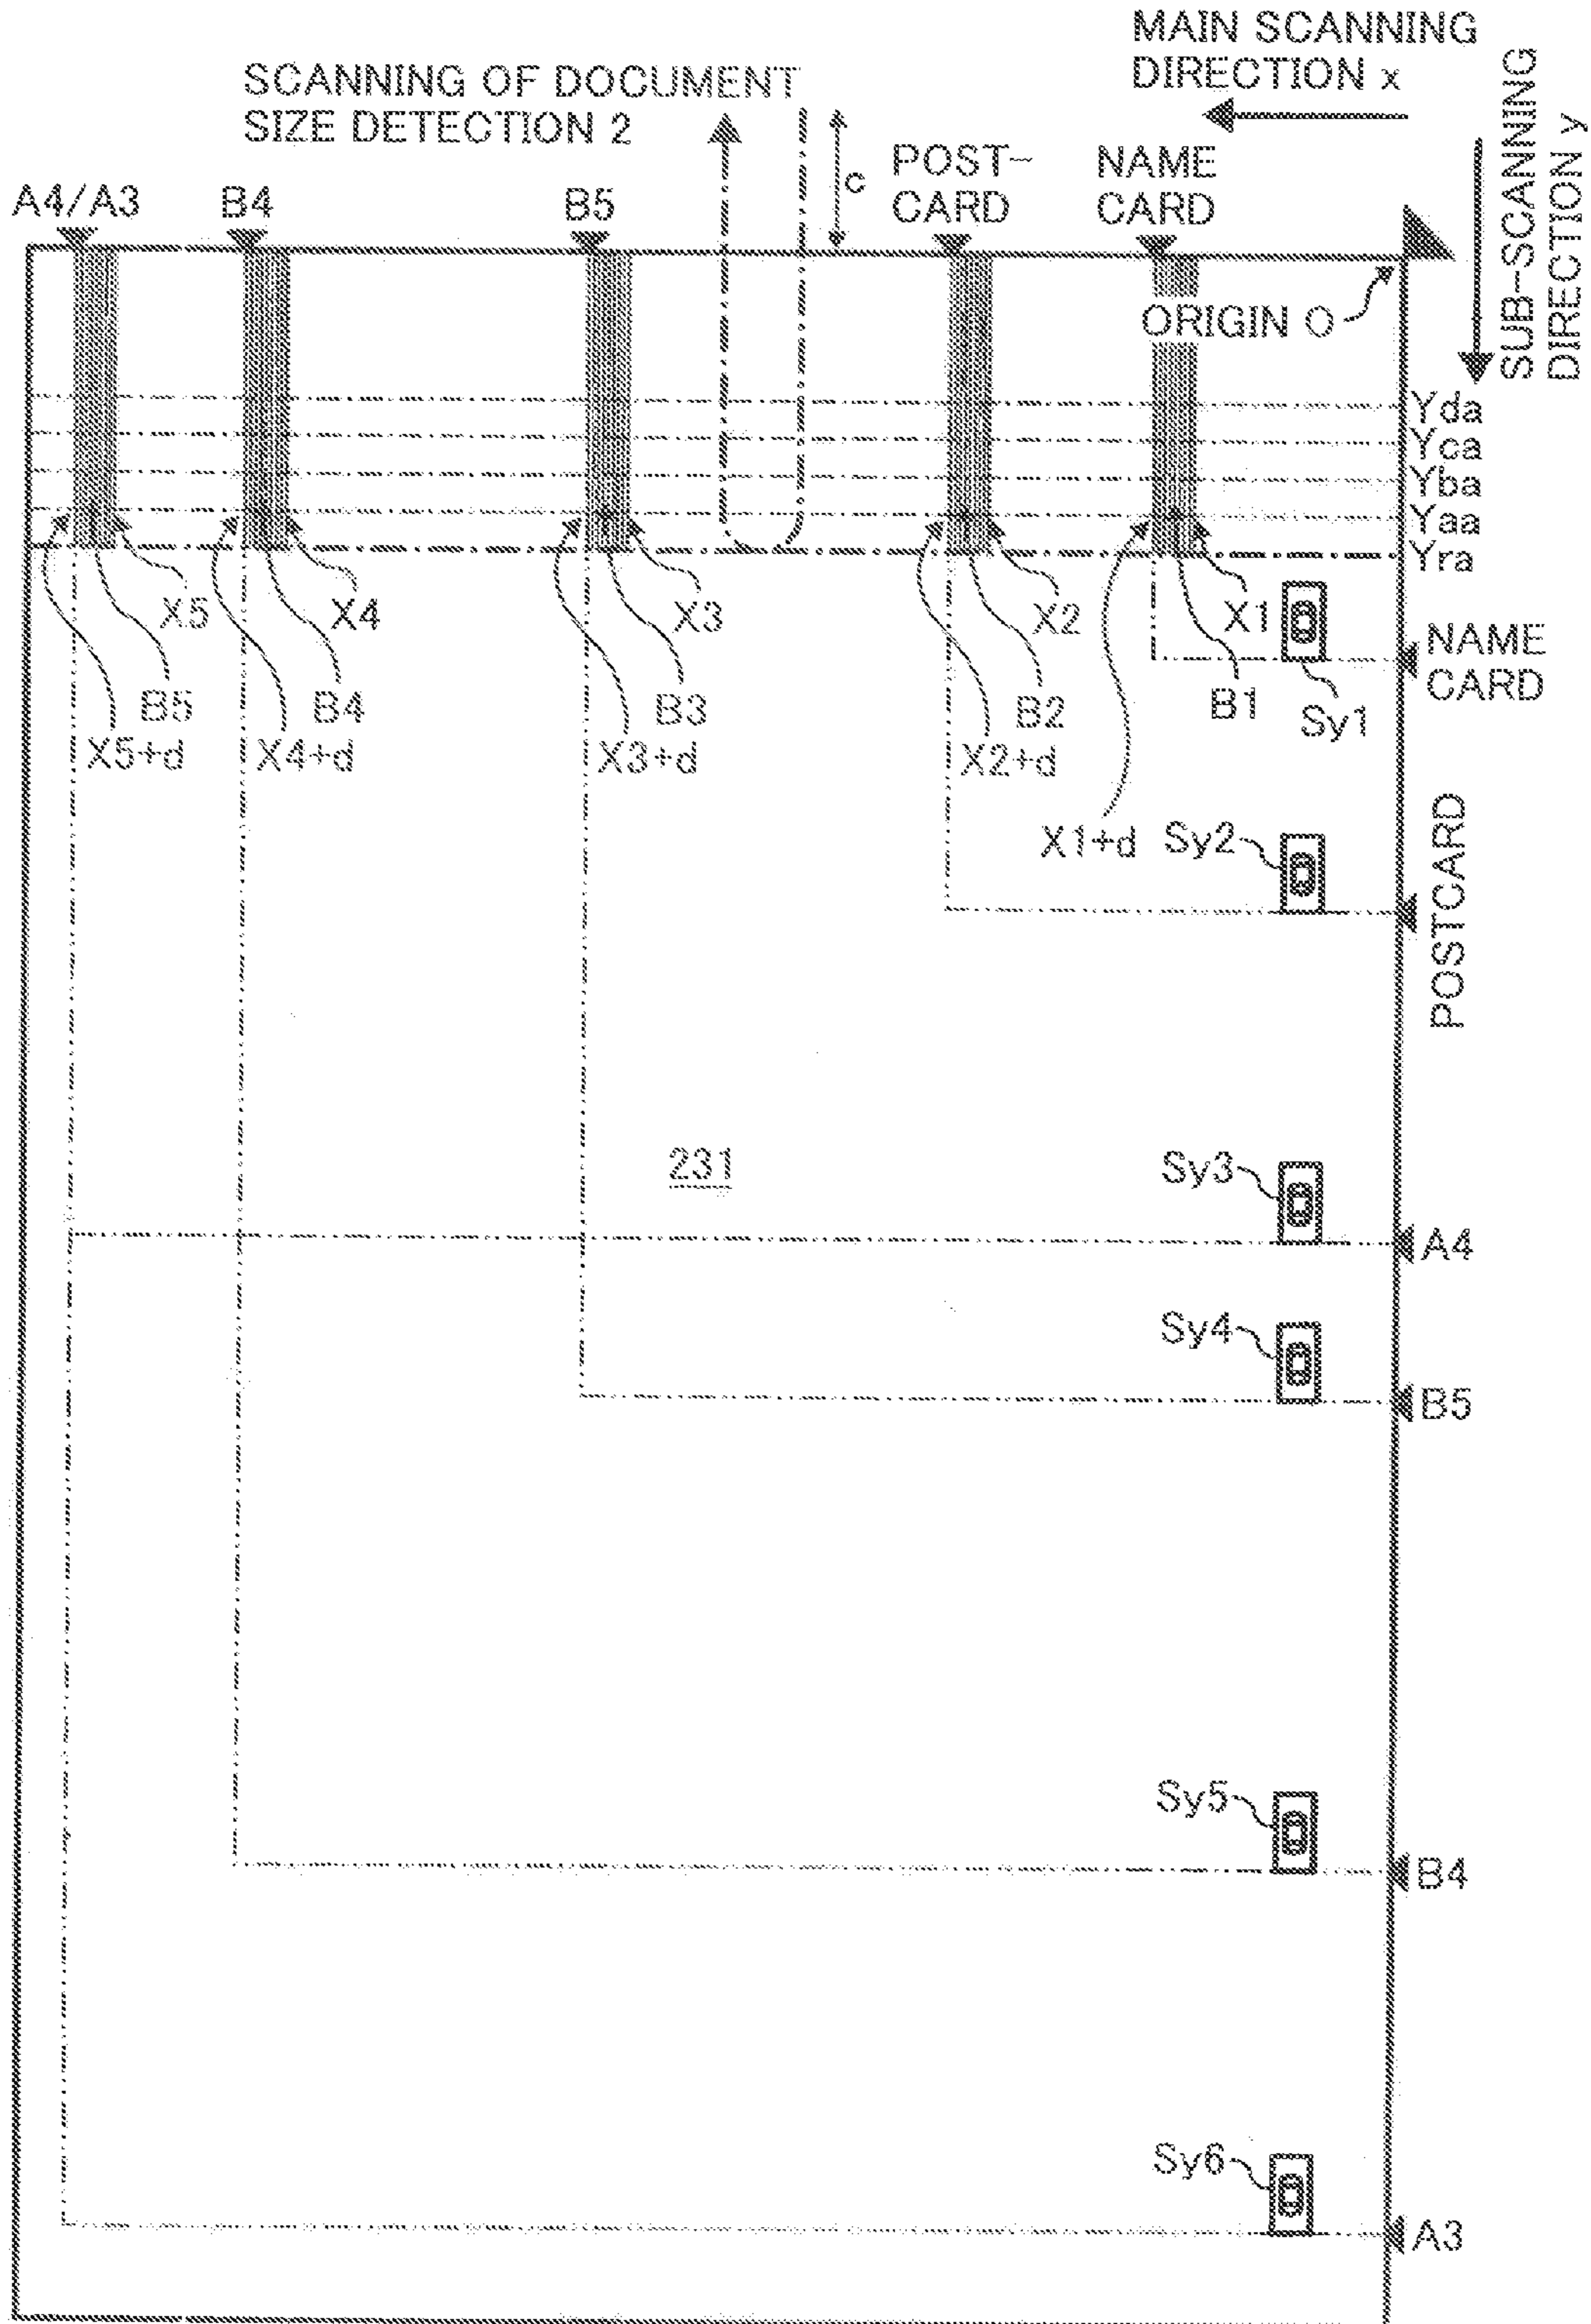 MAIN SCANNING
DIRECTION x
SUB-SCANNING
DIRECTION y
SCANNING OF DOCUMENT
SIZE DETECTION 2
c
POST-
CARD
NAME
CARD
A4/A3
B4
B5
ORIGIN O
Yda
Yca
Yba
Yaa
Yra
X5
X4
X3
X2
X1
NAME
CARD
B5
B4
B3
B2
B1
Sy1
X5+d
X4+d
X3+d
X2+d
X1+d
Sy2
POSTCARD
231
Sy3
A4
Sy4
B5
Sy5
B4
Sy6
A3